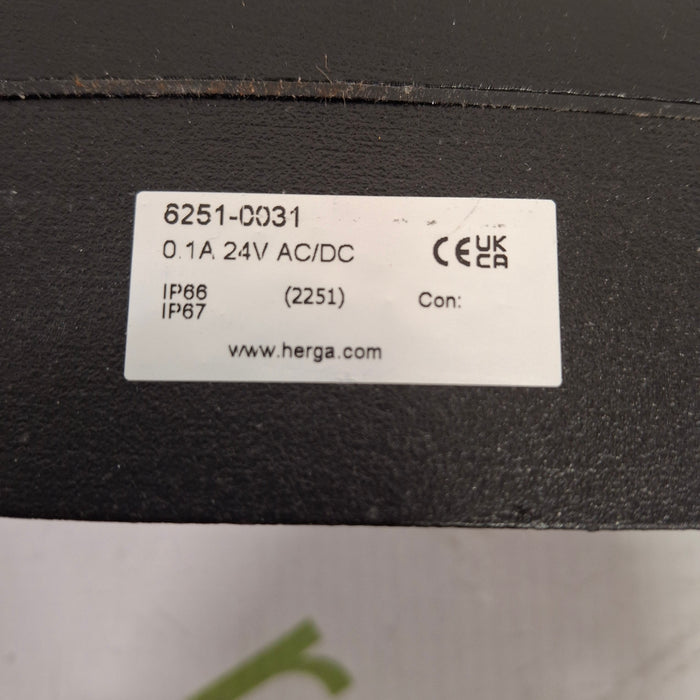 6251-0031
0.1A 24V AC/DC
CE UK CA
IP66
IP67
(2251)
Con:
www.herga.com